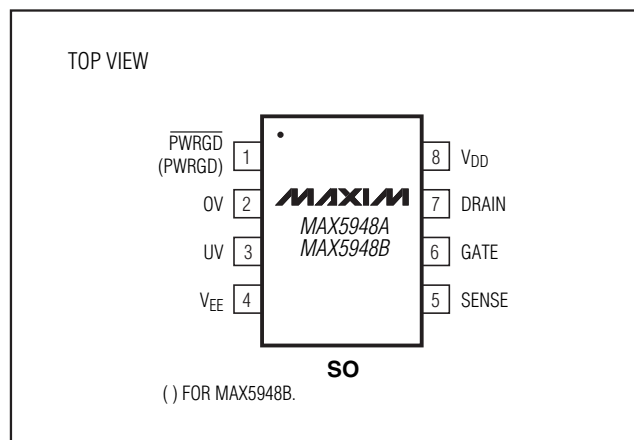 TOP VIEW
PWRGD
(PWRGD)
1
8
VDD
OV
2
MAXIM
7
DRAIN
MAX5948A
UV
3
MAX5948B
6
GATE
VEE
4
5
SENSE
SO
( ) FOR MAX5948B.